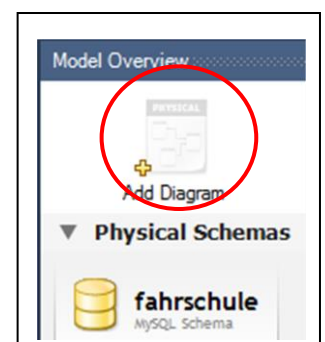 Model Overview
PHYSICAL
Add Diagram
Physical Schemas
fahrschule
MySQL Schema